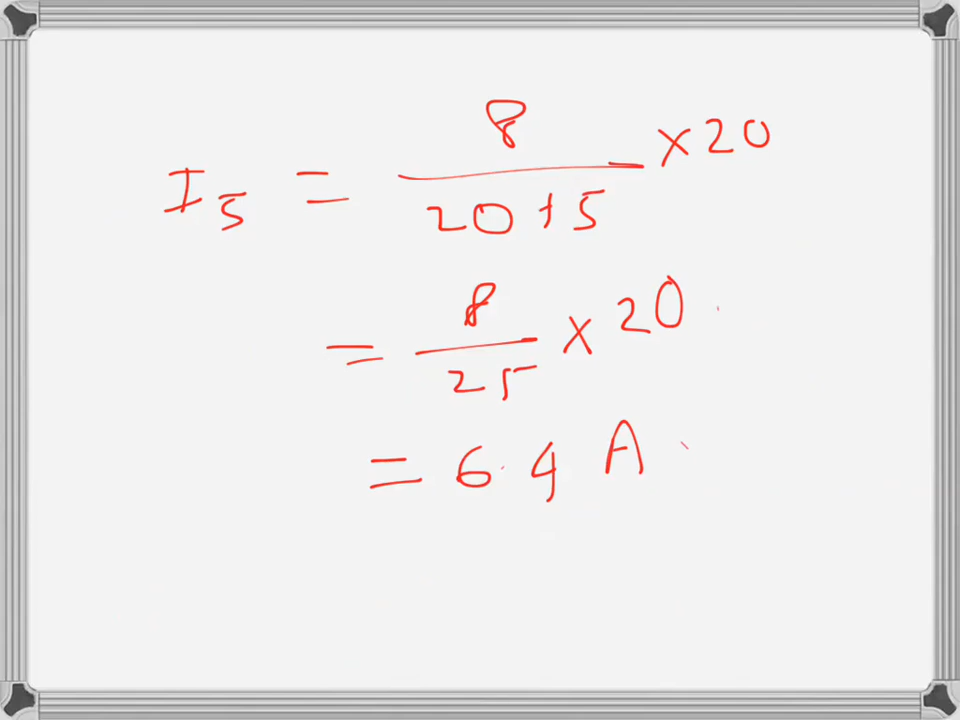 I5 = 8/(20+5) × 20
= 8/25 × 20
= 6.4 A